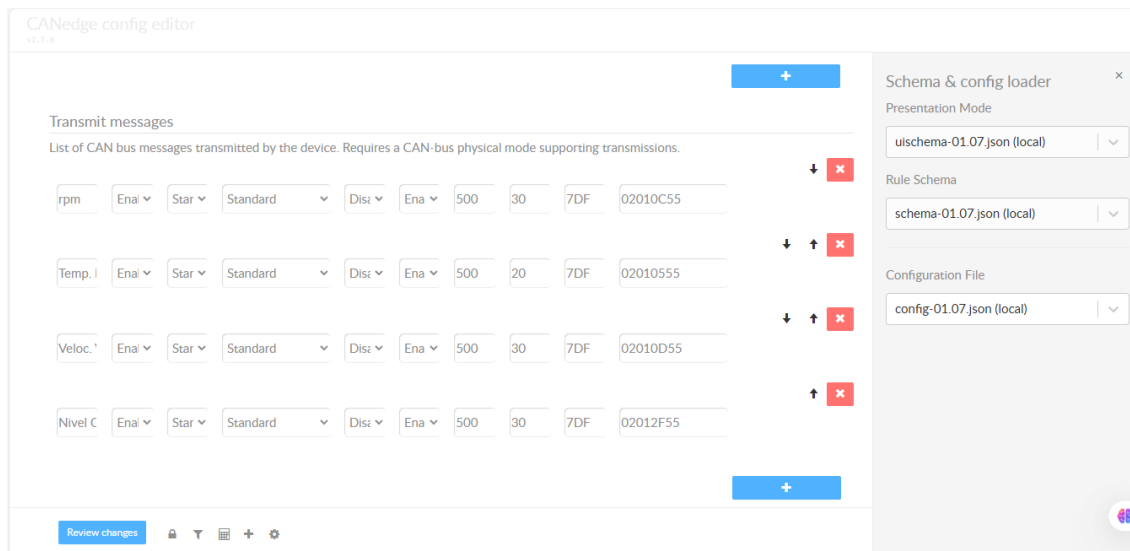 CANedge config editor
Schema & config loader
×
Presentation Mode
uischema-01.07.json (local)
Rule Schema
schema-01.07.json (local)
Configuration File
config-01.07.json (local)
Transmit messages
List of CAN bus messages transmitted by the device. Requires a CAN-bus physical mode supporting transmissions.
rpm Enal Star Standard Disa Ena 500 30 7DF 02010C55
Temp. Enal Star Standard Disa Ena 500 20 7DF 02010555
Veloc. Enal Star Standard Disa Ena 500 30 7DF 02010D55
Nivel C Enal Star Standard Disa Ena 500 30 7DF 02012F55
Review changes